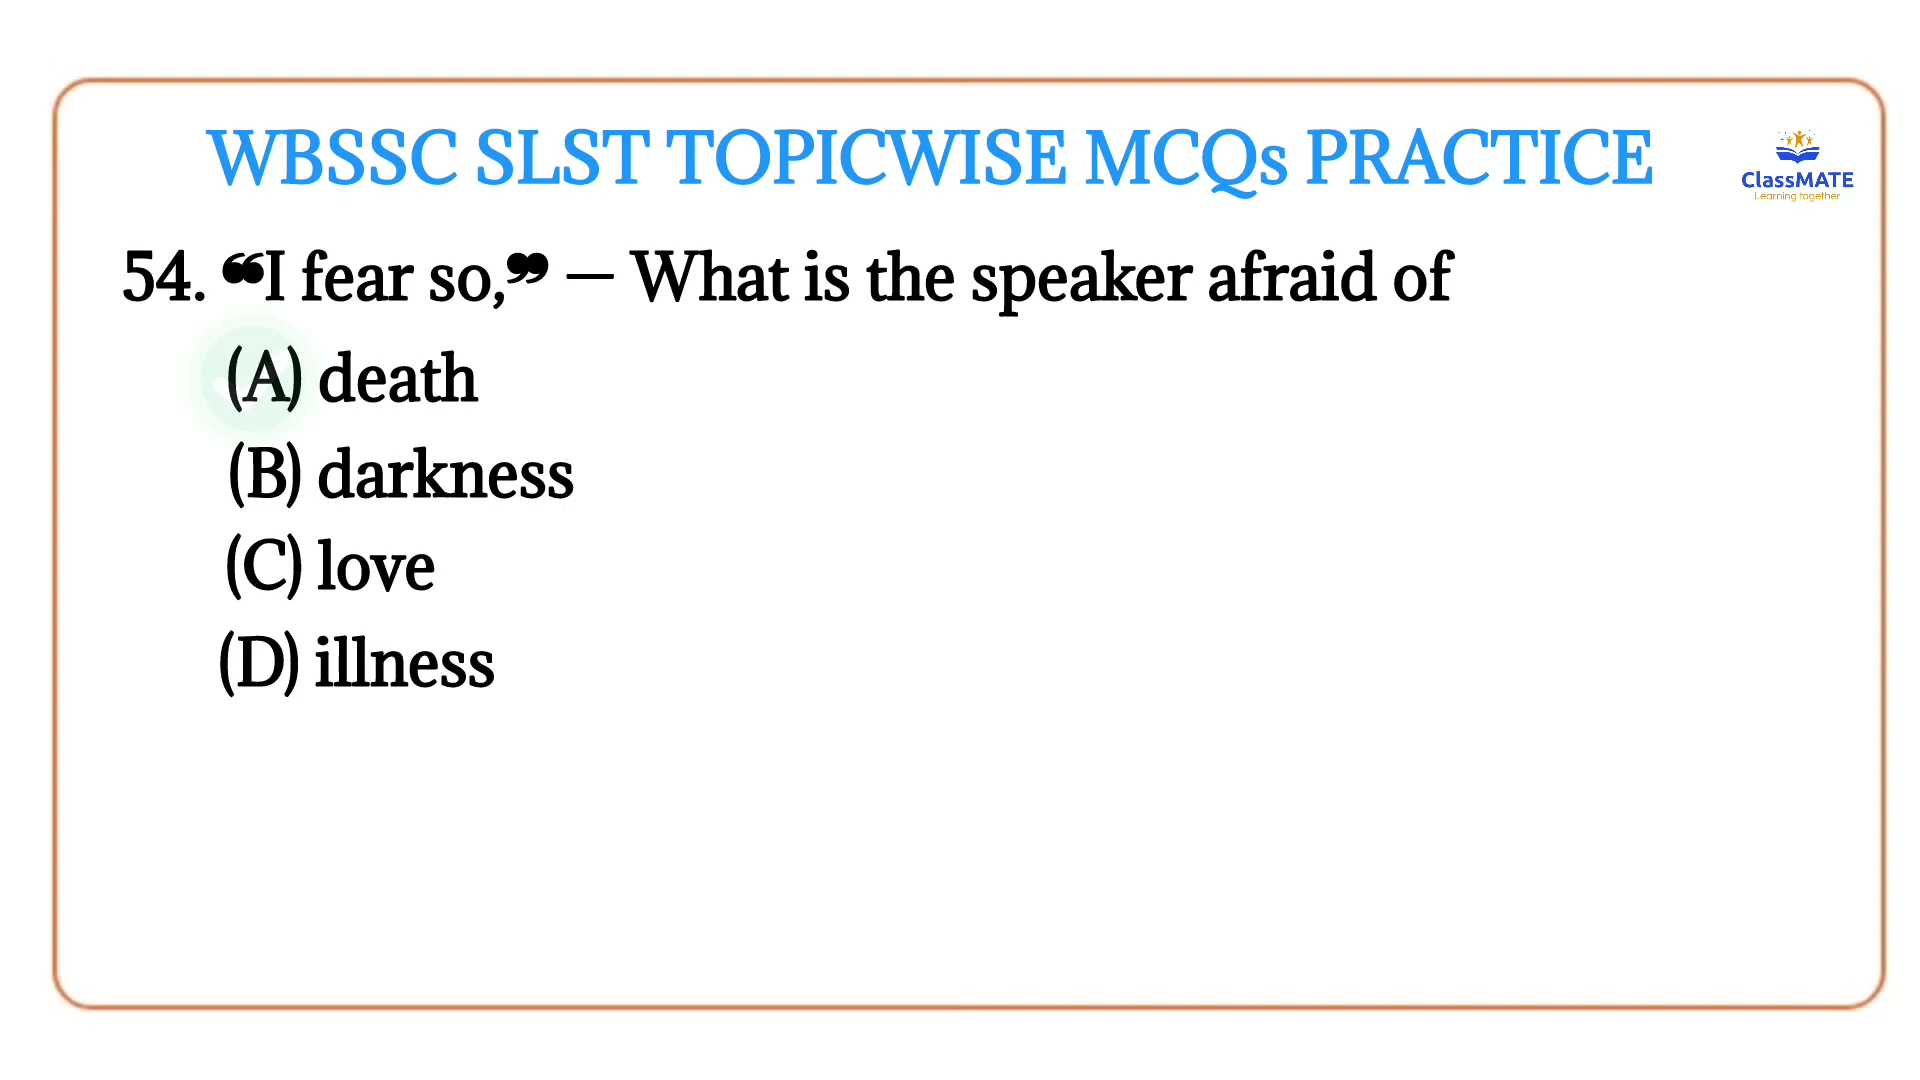 WBSSC SLST TOPICWISE MCQs PRACTICE
ClassMATE
Learning together
54. ❝I fear so,❞ — What is the speaker afraid of
(A) death
(B) darkness
(C) love
(D) illness